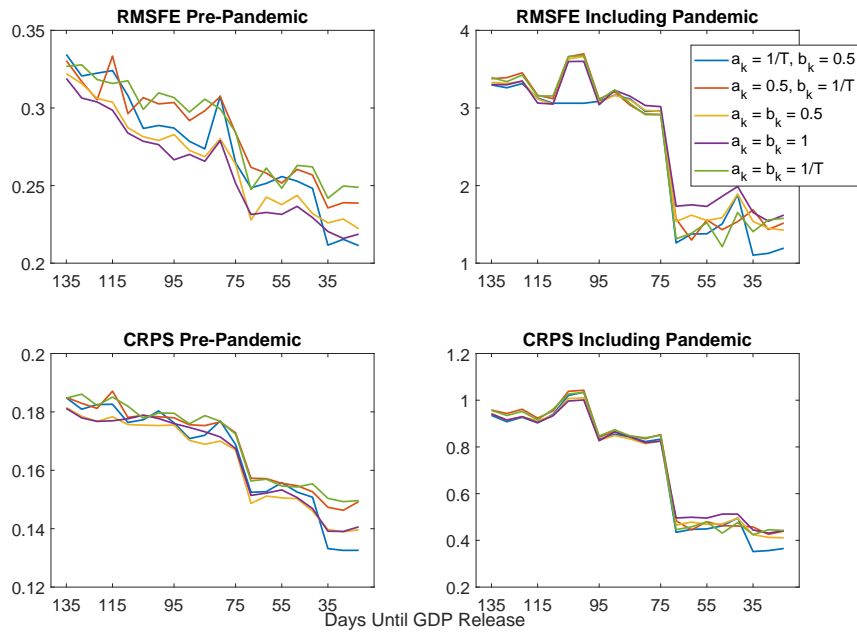 RMSFE Pre-Pandemic
0.35
0.3
0.25
0.2
135 115 95 75 55 35
RMSFE Including Pandemic
4
3
2
1
135 115 95 75 55 35
a_k = 1/T, b_k = 0.5
a_k = 0.5, b_k = 1/T
a_k = b_k = 0.5
a_k = b_k = 1
a_k = b_k = 1/T
CRPS Pre-Pandemic
0.2
0.18
0.16
0.14
0.12
135 115 95 75 55 35
CRPS Including Pandemic
1.2
1
0.8
0.6
0.4
0.2
135 115 95 75 55 35
Days Until GDP Release